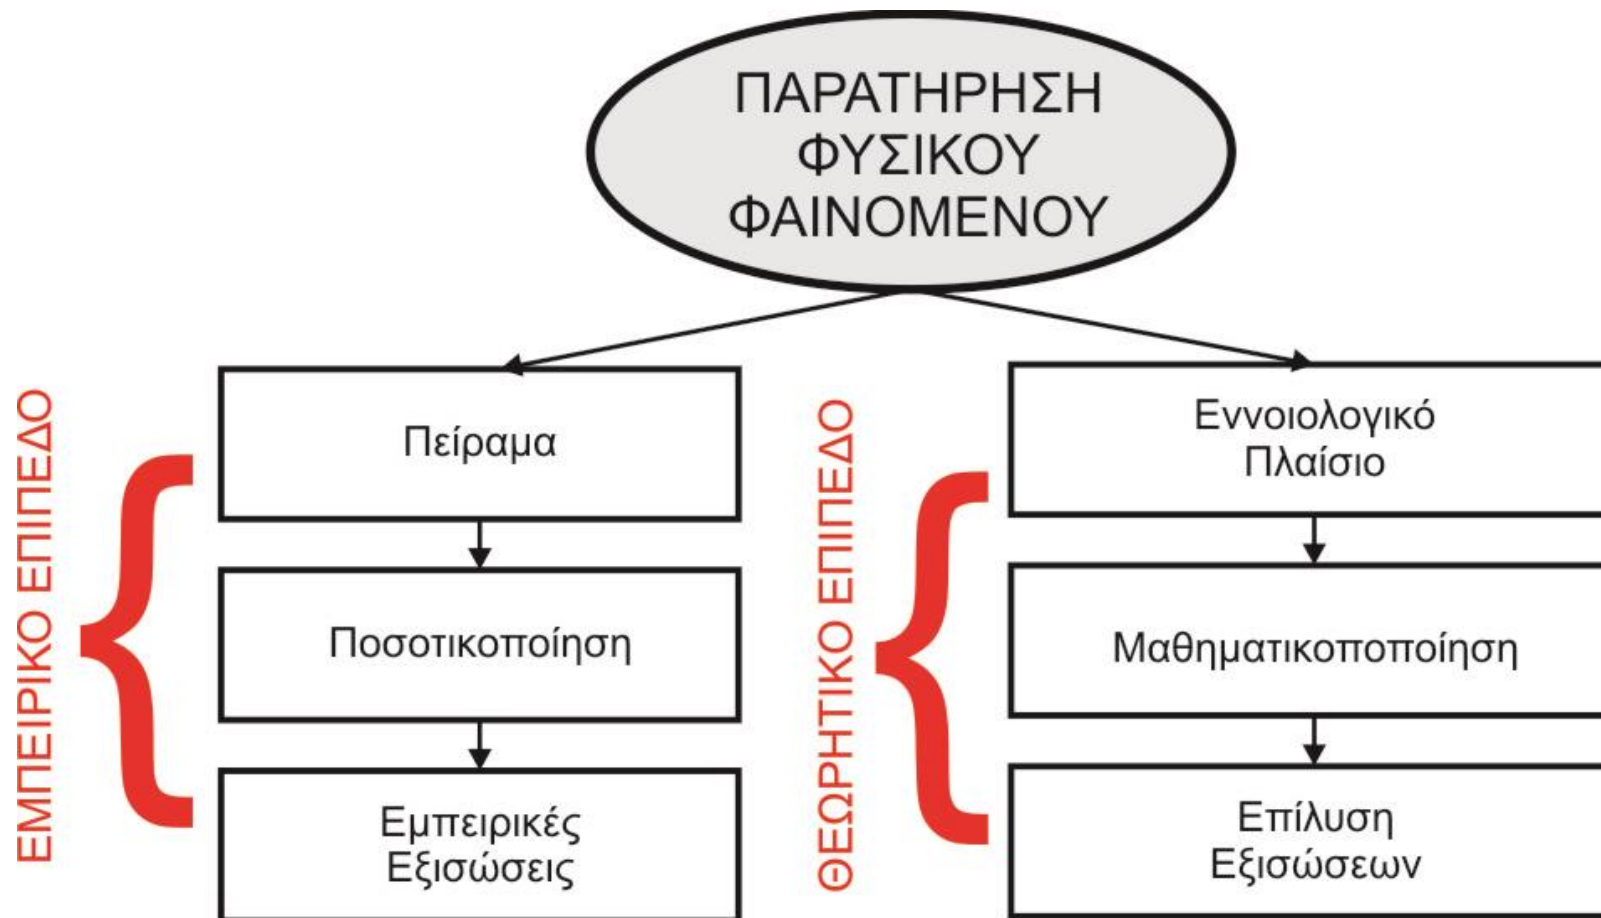 ΠΑΡΑΤΗΡΗΣΗ
ΦΥΣΙΚΟΥ
ΦΑΙΝΟΜΕΝΟΥ
ΕΜΠΕΙΡΙΚΟ ΕΠΙΠΕΔΟ
Πείραμα
Ποσοτικοποίηση
Εμπειρικές
Εξισώσεις
ΘΕΩΡΗΤΙΚΟ ΕΠΙΠΕΔΟ
Εννοιολογικό
Πλαίσιο
Μαθηματικοποποίηση
Επίλυση
Εξισώσεων